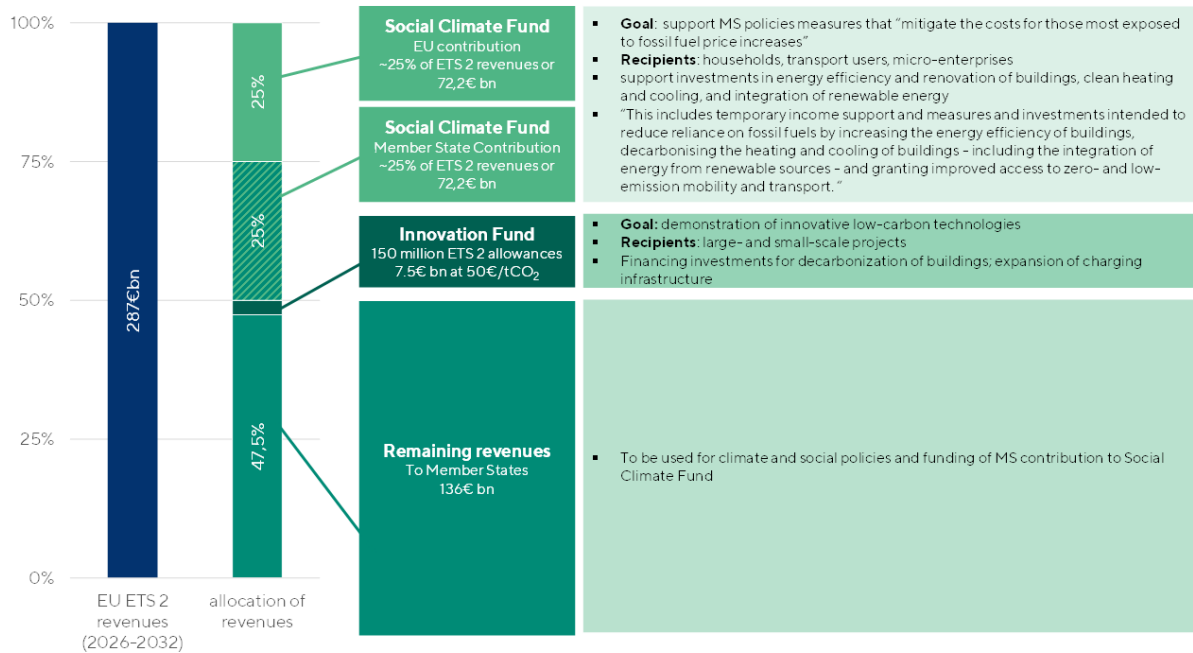 100%
75%
50%
25%
0%
287€bn
25%
25%
47,5%
EU ETS 2
revenues
(2026-2032)
allocation of
revenues
Social Climate Fund
EU contribution
~25% of ETS 2 revenues or
72,2€ bn
Social Climate Fund
Member State Contribution
~25% of ETS 2 revenues or
72,2€ bn
Innovation Fund
150 million ETS 2 allowances
7.5€ bn at 50€/tCO₂
Remaining revenues
To Member States
136€ bn
▪ Goal: support MS policies measures that “mitigate the costs for those most exposed
to fossil fuel price increases”
▪ Recipients: households, transport users, micro-enterprises
▪ support investments in energy efficiency and renovation of buildings, clean heating
and cooling, and integration of renewable energy
▪ “This includes temporary income support and measures and investments intended to
reduce reliance on fossil fuels by increasing the energy efficiency of buildings,
decarbonising the heating and cooling of buildings - including the integration of
energy from renewable sources - and granting improved access to zero- and low-
emission mobility and transport. ”
▪ Goal: demonstration of innovative low-carbon technologies
▪ Recipients: large- and small-scale projects
▪ Financing investments for decarbonization of buildings; expansion of charging
infrastructure
▪ To be used for climate and social policies and funding of MS contribution to Social
Climate Fund